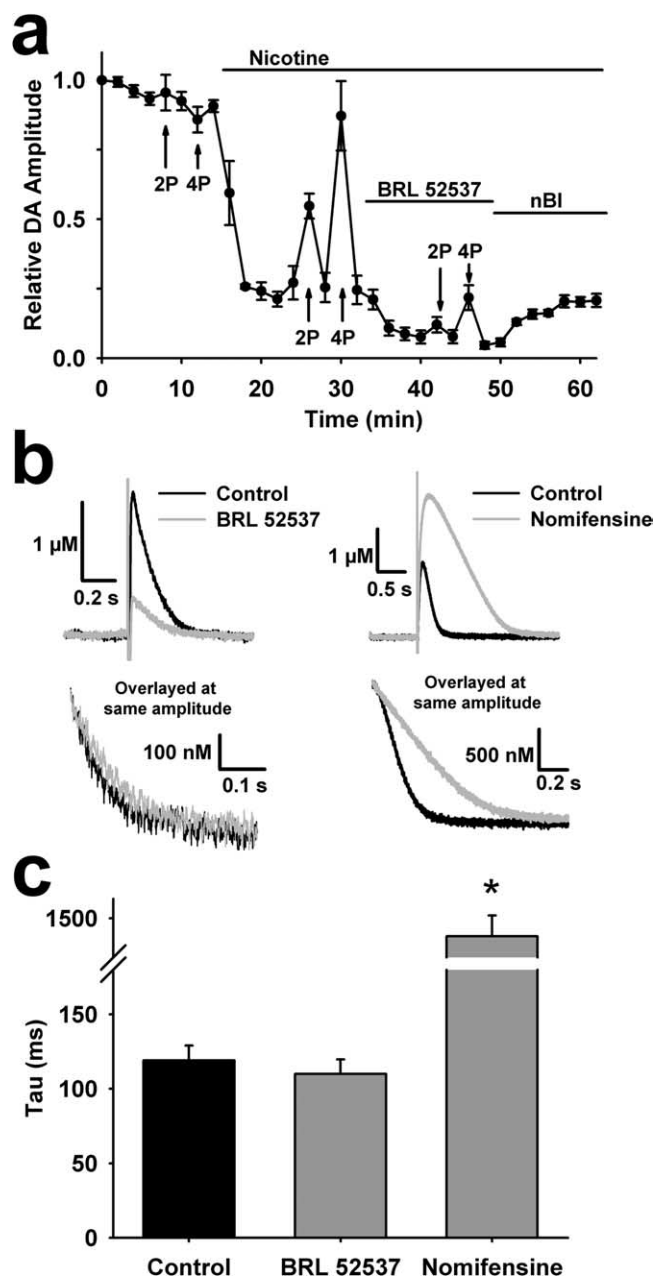 a
Nicotine
1.0
2P
4P
BRL 52537
nBI
Relative DA Amplitude
0.5
2P
4P
2P
4P
0.0
0
10
20
30
40
50
60
Time (min)
b
Control
BRL 52537
1 µM
0.2 s
Control
Nomifensine
1 µM
0.5 s
Overlayed at
same amplitude
100 nM
0.1 s
Overlayed at
same amplitude
500 nM
0.2 s
c
*
1500
150
100
50
0
Tau (ms)
Control
BRL 52537
Nomifensine